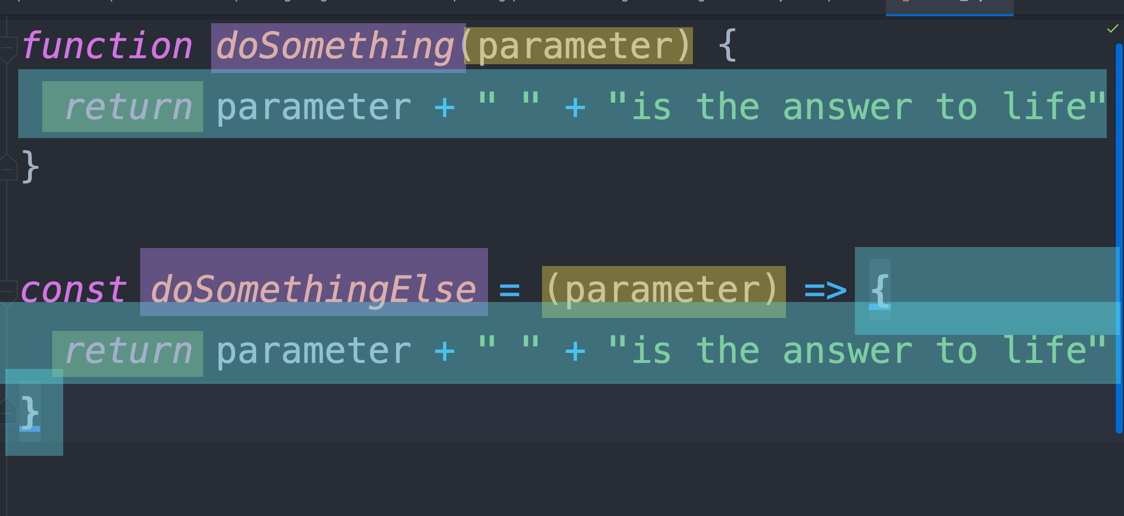 function doSomething(parameter) {
return parameter + " " + "is the answer to life"
}
const doSomethingElse = (parameter) => {
return parameter + " " + "is the answer to life"
}